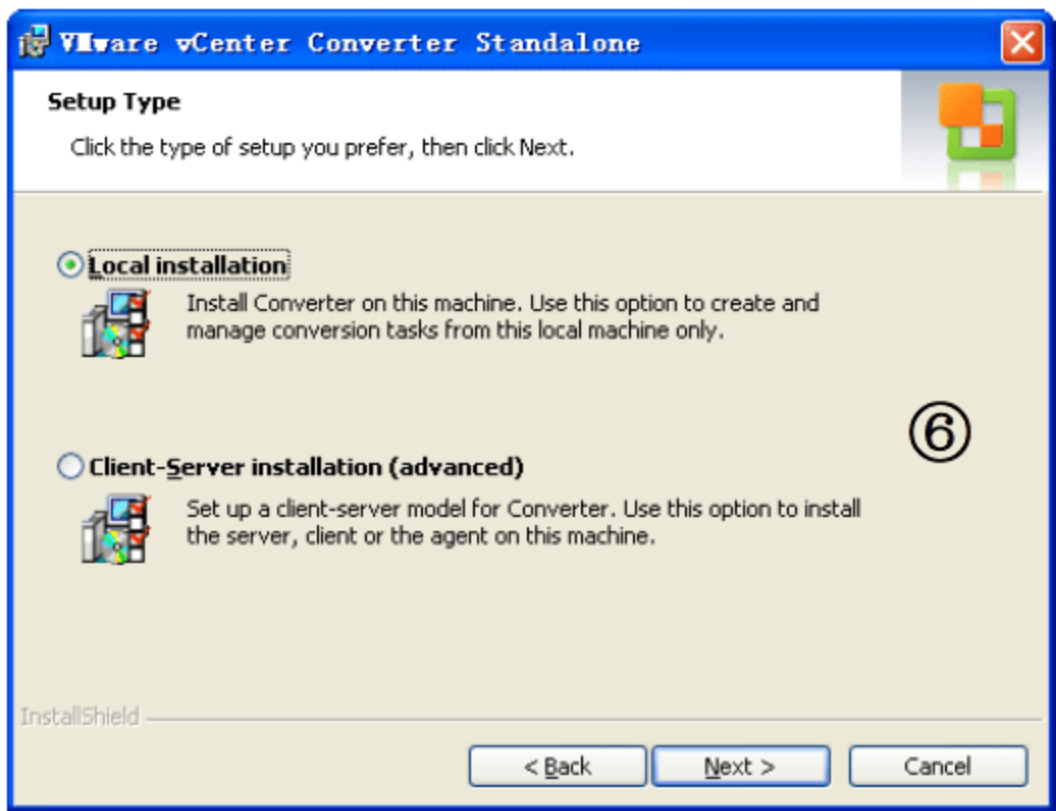 VMware vCenter Converter Standalone
Setup Type
Click the type of setup you prefer, then click Next.
Local installation
Install Converter on this machine. Use this option to create and
manage conversion tasks from this local machine only.
⑥
Client-Server installation (advanced)
Set up a client-server model for Converter. Use this option to install
the server, client or the agent on this machine.
InstallShield
< Back
Next >
Cancel